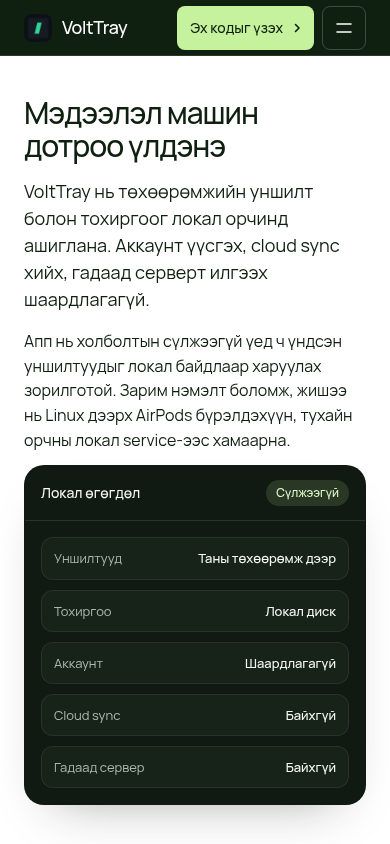 VoltTray
Эх кодыг үзэх
Мэдээлэл машин
дотроо үлдэнэ
VoltTray нь төхөөрөмжийн уншилт
болон тохиргоог локал орчинд
ашиглана. Аккаунт үүсгэх, cloud sync
хийх, гадаад серверт илгээх
шаардлагагүй.
Апп нь холболтын сүлжээгүй үед ч үндсэн
уншилтуудыг локал байдлаар харуулах
зорилготой. Зарим нэмэлт боломж, жишээ
нь Linux дээрх AirPods бүрэлдэхүүн, тухайн
орчны локал service-ээс хамаарна.
Локал өгөгдөл
Сүлжээгүй
Уншилтууд
Таны төхөөрөмж дээр
Тохиргоо
Локал диск
Аккаунт
Шаардлагагүй
Cloud sync
Байхгүй
Гадаад сервер
Байхгүй